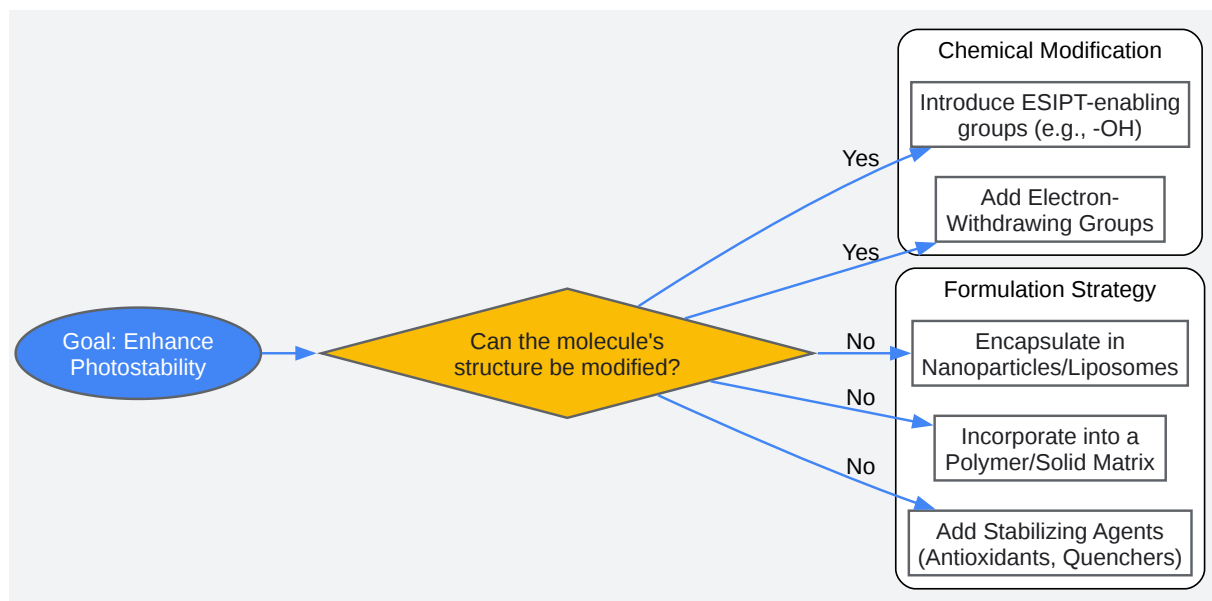 Goal: Enhance
Photostability
Can the molecule's
structure be modified?
Yes
Yes
No
No
No
Chemical Modification
Introduce ESIPT-enabling
groups (e.g., -OH)
Add Electron-
Withdrawing Groups
Formulation Strategy
Encapsulate in
Nanoparticles/Liposomes
Incorporate into a
Polymer/Solid Matrix
Add Stabilizing Agents
(Antioxidants, Quenchers)